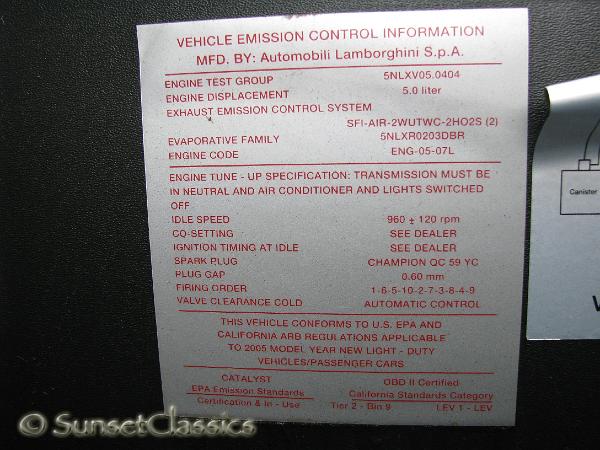 VEHICLE EMISSION CONTROL INFORMATION
MFD. BY: Automobili Lamborghini S.p.A.
ENGINE TEST GROUP 5NLXV05.0404
ENGINE DISPLACEMENT 5.0 liter
EXHAUST EMISSION CONTROL SYSTEM
SFI-AIR-2WUTWC-2HO2S (2)
EVAPORATIVE FAMILY 5NLXR0203DBR
ENGINE CODE ENG-05-07L
ENGINE TUNE - UP SPECIFICATION: TRANSMISSION MUST BE
IN NEUTRAL AND AIR CONDITIONER AND LIGHTS SWITCHED
OFF
IDLE SPEED 960 ± 120 rpm
CO-SETTING SEE DEALER
IGNITION TIMING AT IDLE SEE DEALER
SPARK PLUG CHAMPION QC 59 YC
PLUG GAP 0.60 mm
FIRING ORDER 1-6-5-10-2-7-3-8-4-9
VALVE CLEARANCE COLD AUTOMATIC CONTROL
THIS VEHICLE CONFORMS TO U.S. EPA AND
CALIFORNIA ARB REGULATIONS APPLICABLE
TO 2005 MODEL YEAR NEW LIGHT - DUTY
VEHICLES/PASSENGER CARS
CATALYST OBD II Certified
EPA Emission Standards California Standards Category
Certification & In - Use Tier 2 - Bin 9 LEV 1 - LEV
Canister
© SunsetClassics